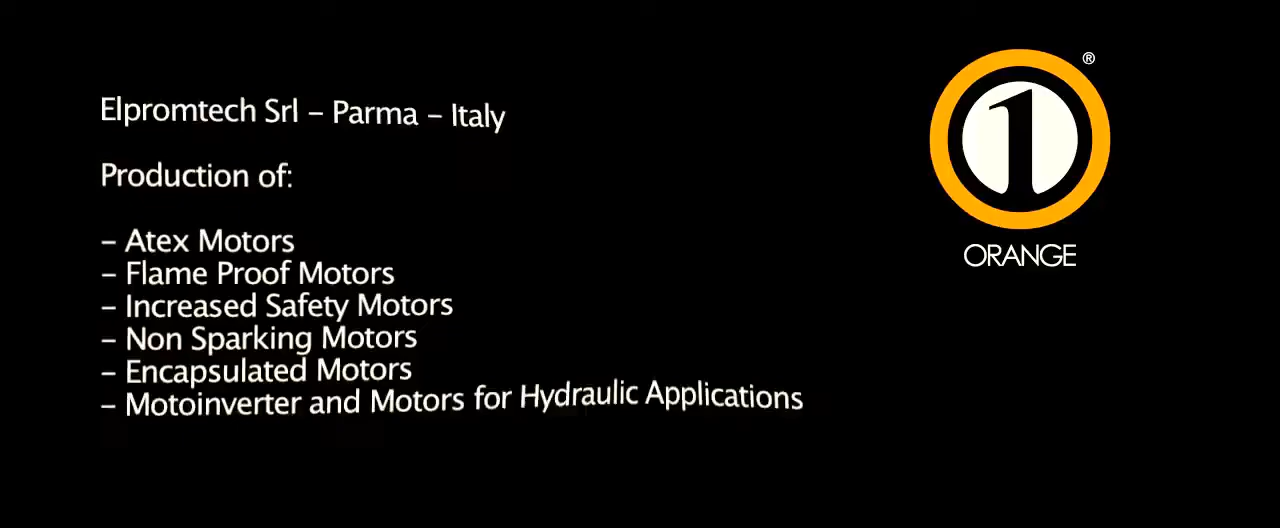 Elpromtech Srl – Parma – Italy
Production of:
– Atex Motors
– Flame Proof Motors
– Increased Safety Motors
– Non Sparking Motors
– Encapsulated Motors
– Motoinverter and Motors for Hydraulic Applications
®
1
ORANGE